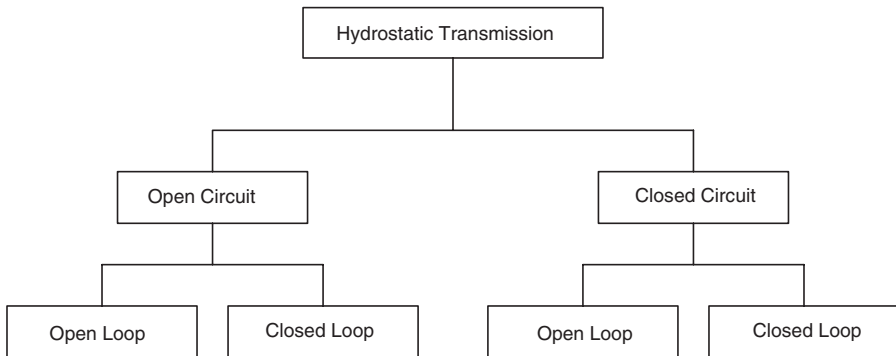 Hydrostatic Transmission
Open Circuit
Closed Circuit
Open Loop
Closed Loop
Open Loop
Closed Loop